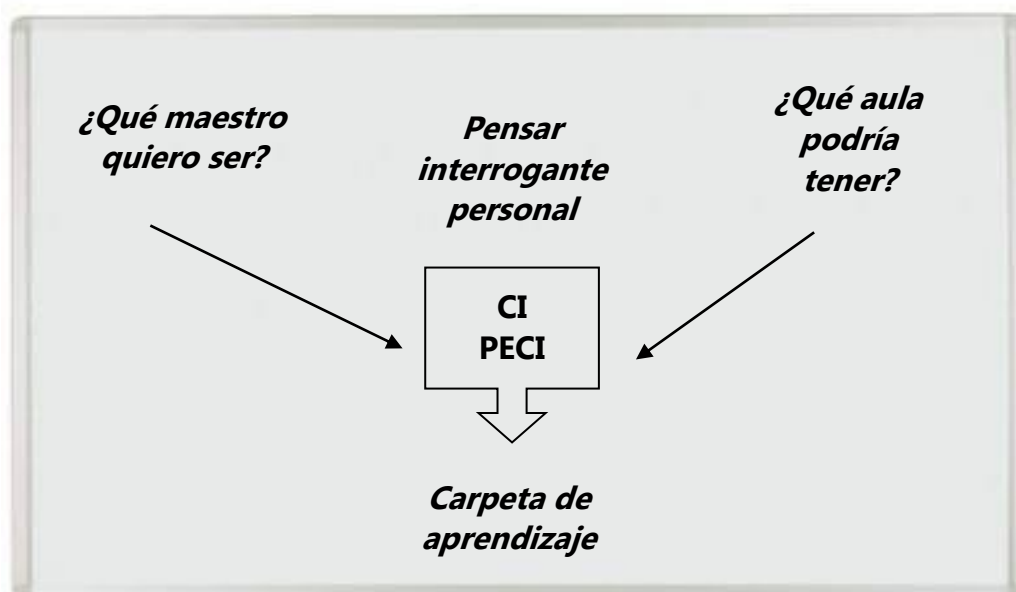 ¿Qué maestro
quiero ser?
Pensar
interrogante
personal
¿Qué aula
podría
tener?
CI
PECI
Carpeta de
aprendizaje